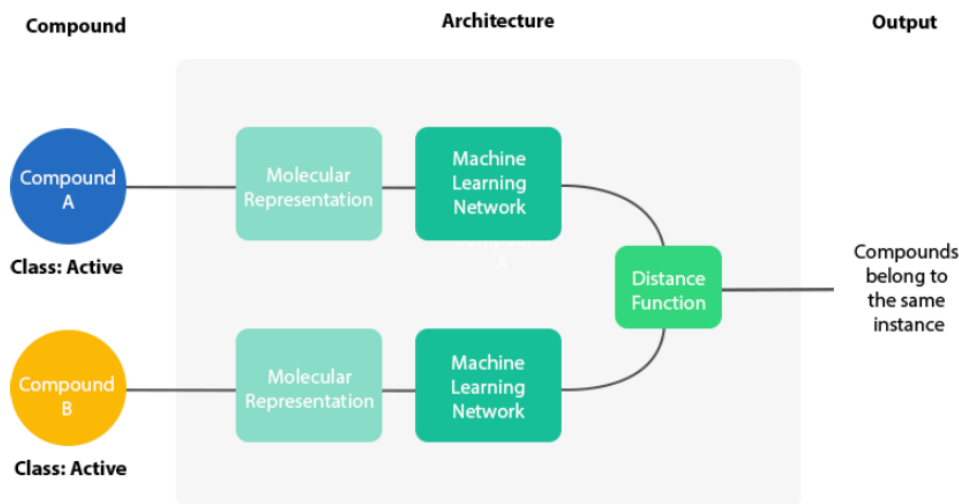 Compound
Architecture
Output
Compound
A
Class: Active
Molecular
Representation
Machine
Learning
Network
A
Distance
Function
Compounds
belong to
the same
instance
Compound
B
Class: Active
Molecular
Representation
Machine
Learning
Network